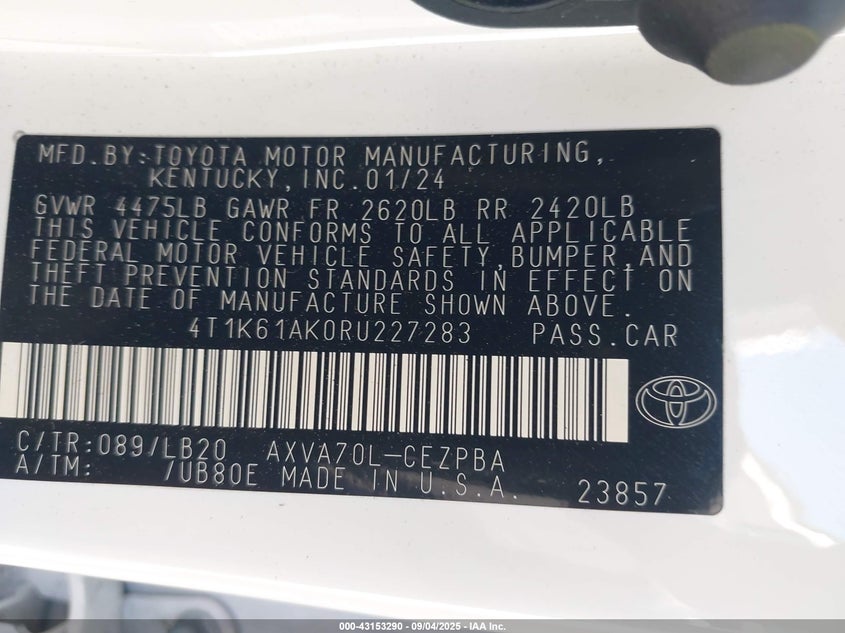 MFD.BY:TOYOTA MOTOR MANUFACTURING,
KENTUCKY,INC.01/24
GVWR 4475LB GAWR FR 2620LB RR 2420LB
THIS VEHICLE CONFORMS TO ALL APPLICABLE
FEDERAL MOTOR VEHICLE SAFETY,BUMPER,AND
THEFT PREVENTION STANDARDS IN EFFECT ON
THE DATE OF MANUFACTURE SHOWN ABOVE.
4T1K61AK0RU227283 PASS.CAR
C/TR:089/LB20 AXVA70L-CEZPBA
A/TM: /UB80E MADE IN U.S.A. 23857
000-43153290 - 09/04/2025 - IAA Inc.